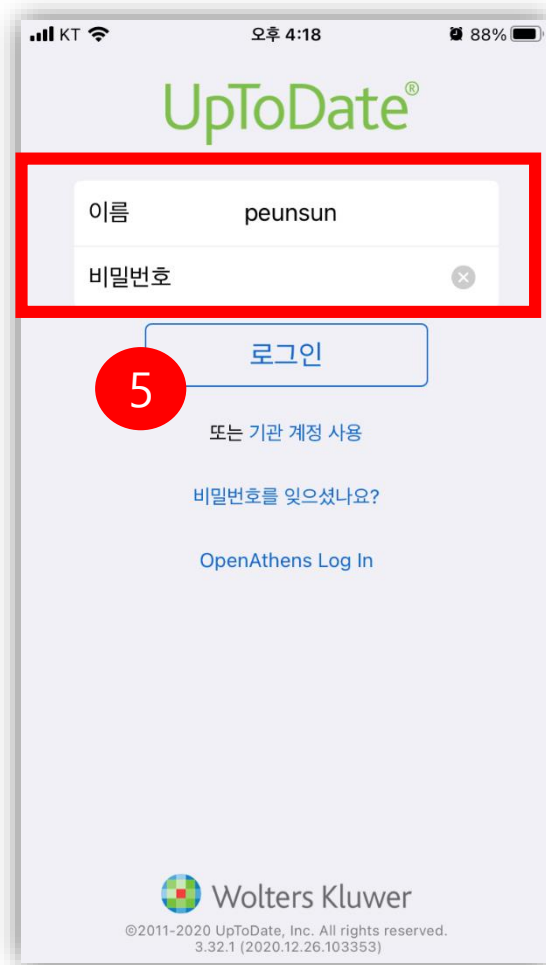 KT 오후 4:18 88%
UpToDate®
이름 peunsun
비밀번호
로그인
5
또는 기관 계정 사용
비밀번호를 잊으셨나요?
OpenAthens Log In
Wolters Kluwer
©2011-2020 UpToDate, Inc. All rights reserved.
3.32.1 (2020.12.26.103353)